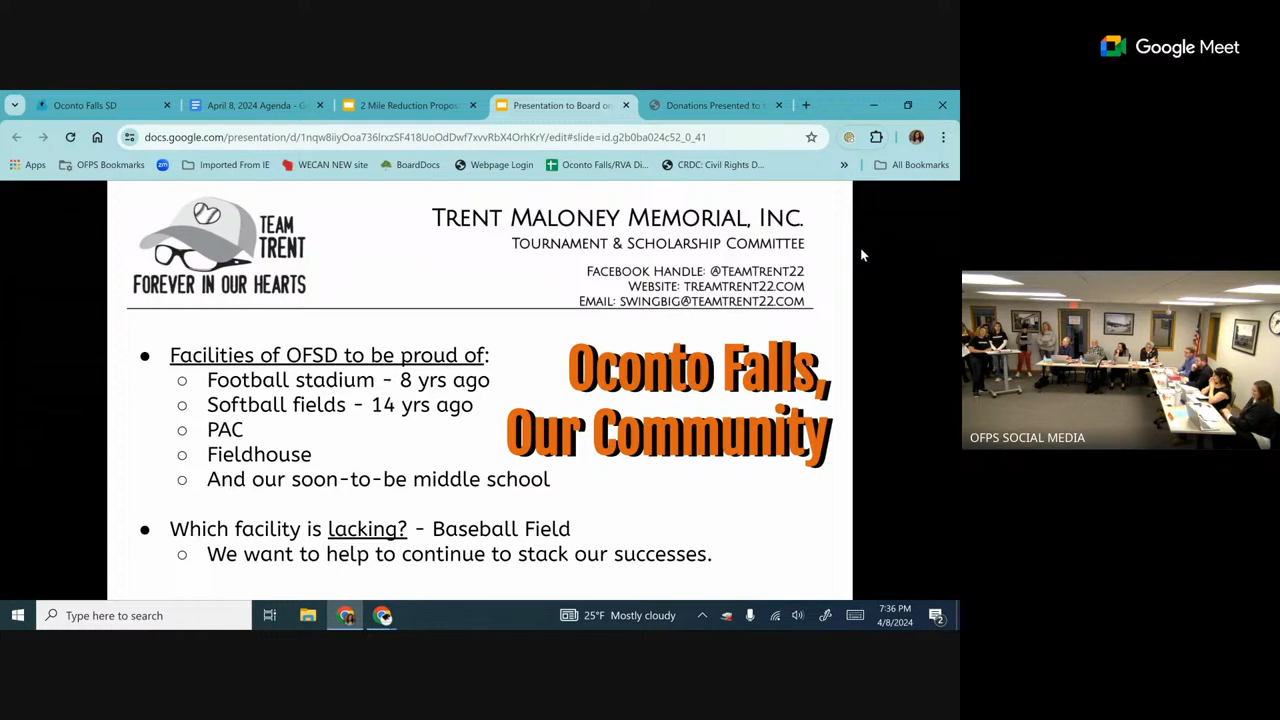 Google Meet
Oconto Falls SD
April 8, 2024 Agenda - G
2 Mile Reduction Propos
Presentation to Board on
Donations Presented to t
docs.google.com/presentation/d/1nqw8iiyOoa736lrxzSF418UoOdDwf7xvvRbX4OrhKrY/edit#slide=id.g2b0ba024c52_0_41
Apps
OFPS Bookmarks
zm
Imported From IE
WECAN NEW site
BoardDocs
Webpage Login
Oconto Falls/RVA Di...
CRDC: Civil Rights D...
»
All Bookmarks
TEAM
TRENT
FOREVER IN OUR HEARTS
TRENT MALONEY MEMORIAL, INC.
TOURNAMENT & SCHOLARSHIP COMMITTEE
FACEBOOK HANDLE: @TEAMTRENT22
WEBSITE: TREAMTRENT22.COM
EMAIL: SWINGBIG@TEAMTRENT22.COM
● Facilities of OFSD to be proud of:
○ Football stadium - 8 yrs ago
○ Softball fields - 14 yrs ago
○ PAC
○ Fieldhouse
○ And our soon-to-be middle school
Oconto Falls,
Our Community
● Which facility is lacking? - Baseball Field
○ We want to help to continue to stack our successes.
OFPS SOCIAL MEDIA
Type here to search
25°F Mostly cloudy
7:36 PM
4/8/2024
2